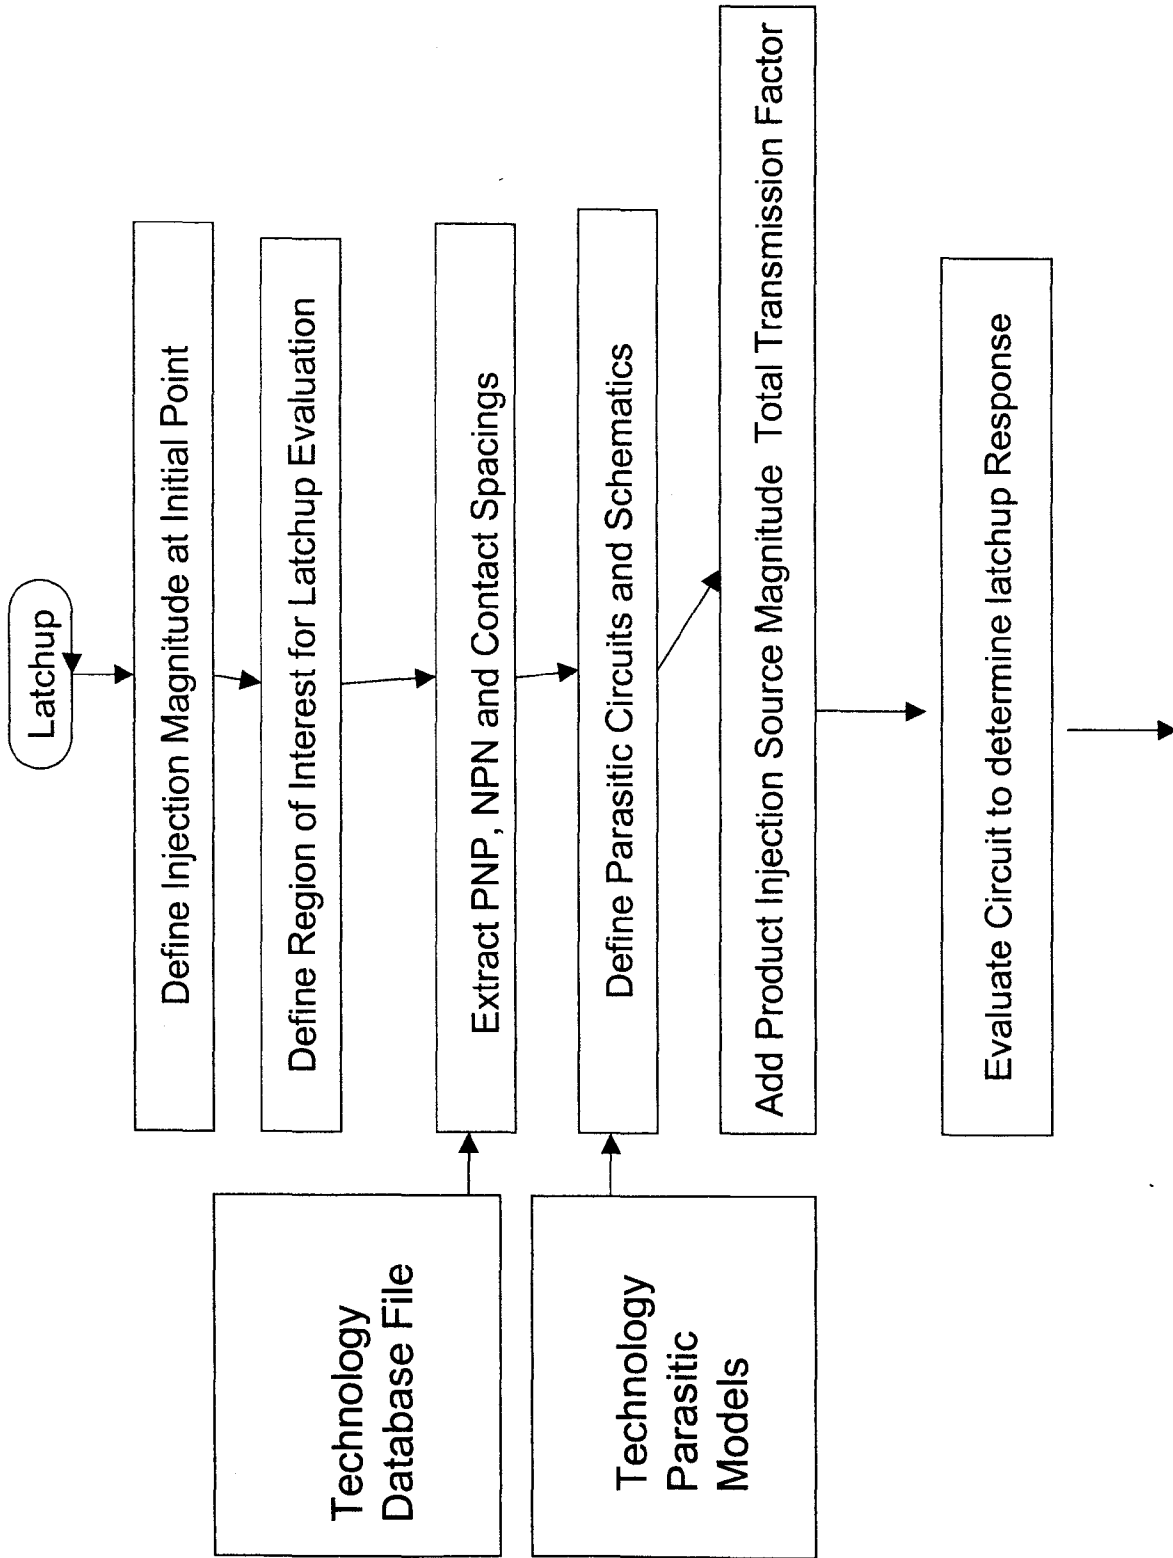 Latchup
Define Injection Magnitude at Initial Point
Define Region of Interest for Latchup Evaluation
Technology
Database File
Extract PNP, NPN and Contact Spacings
Technology
Parasitic
Models
Define Parasitic Circuits and Schematics
Add Product Injection Source Magnitude Total Transmission Factor
Evaluate Circuit to determine latchup Response